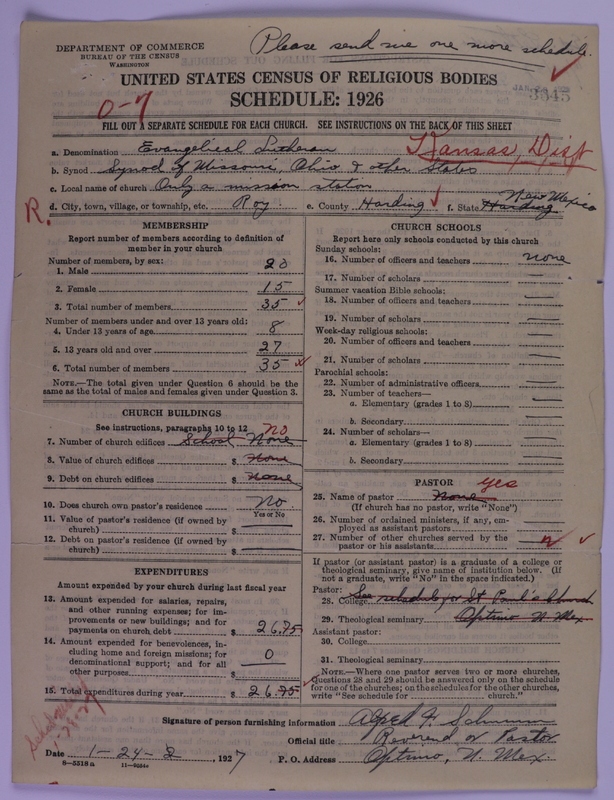 DEPARTMENT OF COMMERCE
BUREAU OF THE CENSUS
WASHINGTON
Please send me one more schedule.
UNITED STATES CENSUS OF RELIGIOUS BODIES
SCHEDULE: 1926
3345
0-7
FILL OUT A SEPARATE SCHEDULE FOR EACH CHURCH. SEE INSTRUCTIONS ON THE BACK OF THIS SHEET
Kansas, Dist
a. Denomination Evangelical Lutheran
b. Synod Synod of Missouri, Ohio & other States
c. Local name of church Only a mission station
R.
d. City, town, village, or township, etc. Roy e. County Harding f. State Harding New Mexico
MEMBERSHIP
Report number of members according to definition of member in your church
Number of members, by sex:
1. Male 20
2. Female 15
3. Total number of members 35
Number of members under and over 13 years old:
4. Under 13 years of age 8
5. 13 years old and over 27
6. Total number of members 35
NOTE.—The total given under Question 6 should be the
same as the total of males and females given under Question 3.
CHURCH BUILDINGS
See instructions, paragraphs 10 to 12 no
7. Number of church edifices School None
8. Value of church edifices $ None
9. Debt on church edifices $ None
10. Does church own pastor's residence No
Yes or No
11. Value of pastor's residence (if owned by
church) $
12. Debt on pastor's residence (if owned by
church) $
EXPENDITURES
Amount expended by your church during last fiscal year
13. Amount expended for salaries, repairs,
and other running expenses; for im-
provements or new buildings; and for
payments on church debt $ 26.75
14. Amount expended for benevolences, in-
cluding home and foreign missions; for
denominational support; and for all
other purposes $ 0
15. Total expenditures during year $ 26.75
CHURCH SCHOOLS
Report here only schools conducted by this church
Sunday schools:
16. Number of officers and teachers none
17. Number of scholars
Summer vacation Bible schools:
18. Number of officers and teachers
19. Number of scholars
Week-day religious schools:
20. Number of officers and teachers
21. Number of scholars
Parochial schools:
22. Number of administrative officers
23. Number of teachers—
a. Elementary (grades 1 to 8)
b. Secondary
24. Number of scholars—
a. Elementary (grades 1 to 8)
b. Secondary
PASTOR yes
25. Name of pastor None
(If church has no pastor, write "None")
26. Number of ordained ministers, if any, em-
ployed as assistant pastors
27. Number of other churches served by the
pastor or his assistants
If pastor (or assistant pastor) is a graduate of a college or
theological seminary, give name of institution below. (If
not a graduate, write "No" in the space indicated.)
Pastor:
28. College See schedule for St Paul's Church
29. Theological seminary Optimo N. Mex.
Assistant pastor:
30. College
31. Theological seminary
NOTE.—Where one pastor serves two or more churches,
Questions 28 and 29 should be answered only on the schedule
for one of the churches; on the schedules for the other churches,
write "See Schedule for church."
Signature of person furnishing information
Official title Reverend or Pastor
Date 1-24-2, 1927 P. O. Address Optimo, N. Mex.
8—5518 a